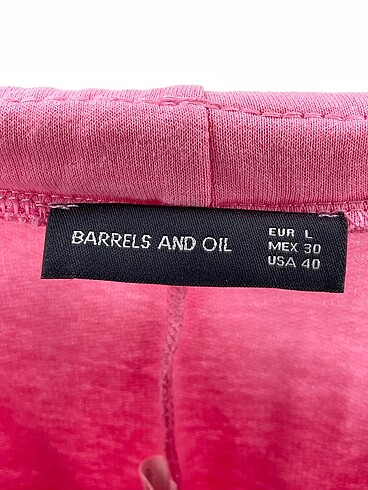 BARRELS AND OIL
EUR L
MEX 30
USA 40